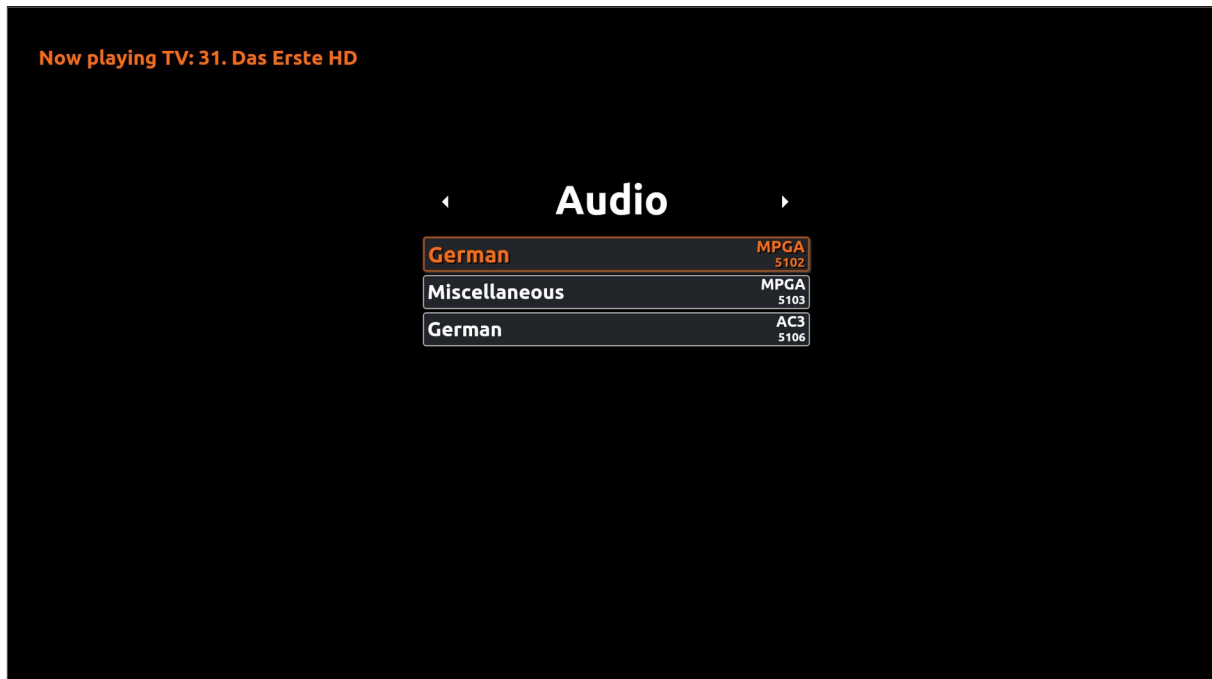 Now playing TV: 31. Das Erste HD
Audio
German MPGA
5102
Miscellaneous MPGA
5103
German AC3
5106